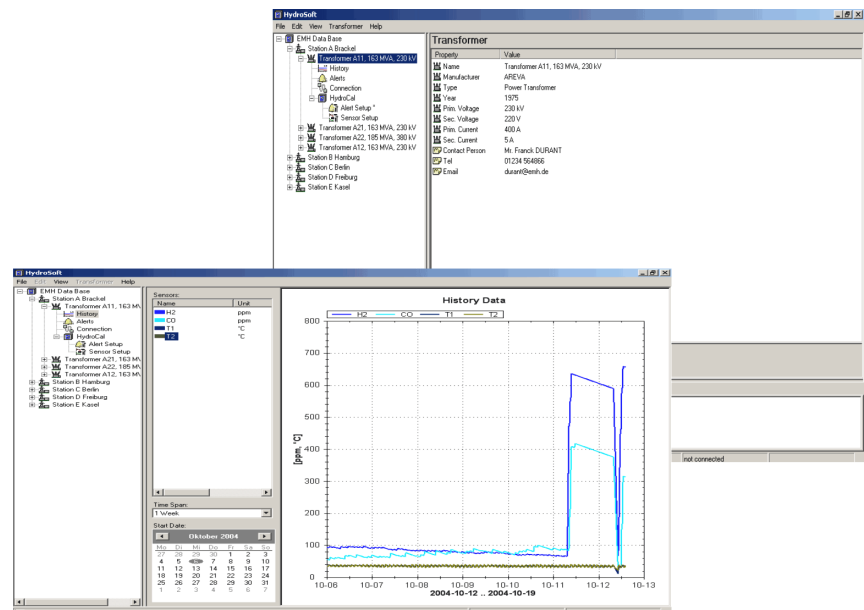 HydroSoft
File Edit View Transformer Help
EMH Data Base
Station A Brackel
Transformer A11, 163 MVA, 230 kV
History
Alerts
Connection
HydroCal
Alert Setup *
Sensor Setup
Transformer A21, 163 MVA, 230 kV
Transformer A22, 185 MVA, 380 kV
Transformer A12, 163 MVA, 230 kV
Station B Hamburg
Station C Berlin
Station D Freiburg
Station E Kasel
Transformer
Property Value
Name Transformer A11, 163 MVA, 230 kV
Manufacturer AREVA
Type Power Transformer
Year 1975
Prim. Voltage 230 kV
Sec. Voltage 220 V
Prim. Current 400 A
Sec. Current 5 A
Contact Person Mr. Franck DURANT
Tel 01234 564866
Email durant@emh.de
not connected
HydroSoft
File Edit View Transformer Help
EMH Data Base
Station A Brackel
Transformer A11, 163 M\
History
Alerts
Connection
HydroCal
Alert Setup
Sensor Setup
Transformer A21, 163 M\
Transformer A22, 185 M\
Transformer A12, 163 M\
Station B Hamburg
Station C Berlin
Station D Freiburg
Station E Kasel
Sensors:
Name Unit
H2 ppm
CO ppm
T1 °C
T2 °C
Time Span:
1 Week
Start Date:
Oktober 2004
Mo Di Mi Do Fr Sa So
27 28 29 30 1 2 3
4 5 6 7 8 9 10
11 12 13 14 15 16 17
18 19 20 21 22 23 24
25 26 27 28 29 30 31
1 2 3 4 5 6 7
History Data
H2 CO T1 T2
800
700
600
500
400
300
200
100
0
[ppm, °C]
10-06 10-07 10-08 10-09 10-10 10-11 10-12 10-13
2004-10-12 .. 2004-10-19